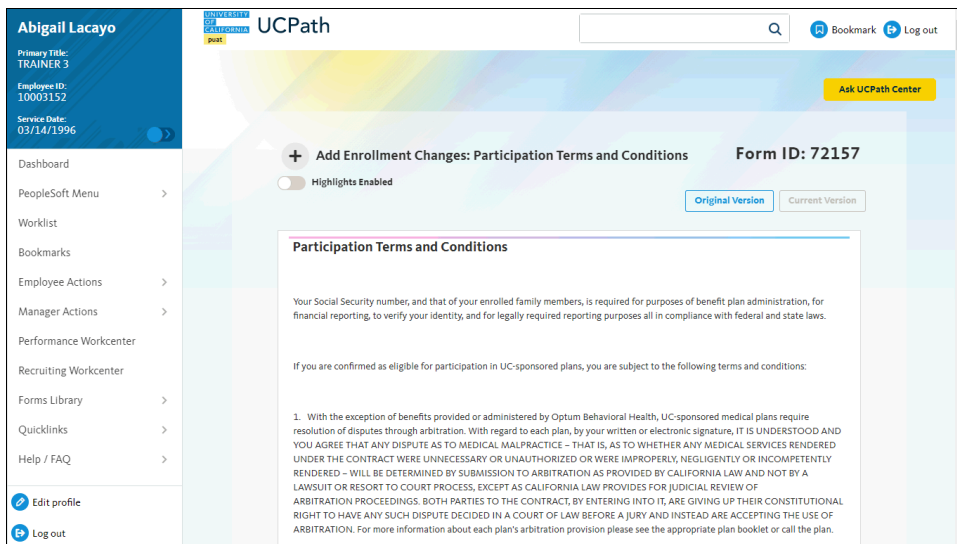 Abigail Lacayo
Primary Title:
TRAINER 3
Employee ID:
10003152
Service Date:
03/14/1996
Dashboard
PeopleSoft Menu
Worklist
Bookmarks
Employee Actions
Manager Actions
Performance Workcenter
Recruiting Workcenter
Forms Library
Quicklinks
Help / FAQ
Edit profile
Log out
UNIVERSITY
OF
CALIFORNIA
puat
UCPath
Bookmark
Log out
Ask UCPath Center
Add Enrollment Changes: Participation Terms and Conditions
Form ID: 72157
Highlights Enabled
Original Version
Current Version
Participation Terms and Conditions
Your Social Security number, and that of your enrolled family members, is required for purposes of benefit plan administration, for
financial reporting, to verify your identity, and for legally required reporting purposes all in compliance with federal and state laws.
If you are confirmed as eligible for participation in UC-sponsored plans, you are subject to the following terms and conditions:
1. With the exception of benefits provided or administered by Optum Behavioral Health, UC-sponsored medical plans require
resolution of disputes through arbitration. With regard to each plan, by your written or electronic signature, IT IS UNDERSTOOD AND
YOU AGREE THAT ANY DISPUTE AS TO MEDICAL MALPRACTICE – THAT IS, AS TO WHETHER ANY MEDICAL SERVICES RENDERED
UNDER THE CONTRACT WERE UNNECESSARY OR UNAUTHORIZED OR WERE IMPROPERLY, NEGLIGENTLY OR INCOMPETENTLY
RENDERED – WILL BE DETERMINED BY SUBMISSION TO ARBITRATION AS PROVIDED BY CALIFORNIA LAW AND NOT BY A
LAWSUIT OR RESORT TO COURT PROCESS, EXCEPT AS CALIFORNIA LAW PROVIDES FOR JUDICIAL REVIEW OF
ARBITRATION PROCEEDINGS. BOTH PARTIES TO THE CONTRACT, BY ENTERING INTO IT, ARE GIVING UP THEIR CONSTITUTIONAL
RIGHT TO HAVE ANY SUCH DISPUTE DECIDED IN A COURT OF LAW BEFORE A JURY AND INSTEAD ARE ACCEPTING THE USE OF
ARBITRATION. For more information about each plan's arbitration provision please see the appropriate plan booklet or call the plan.